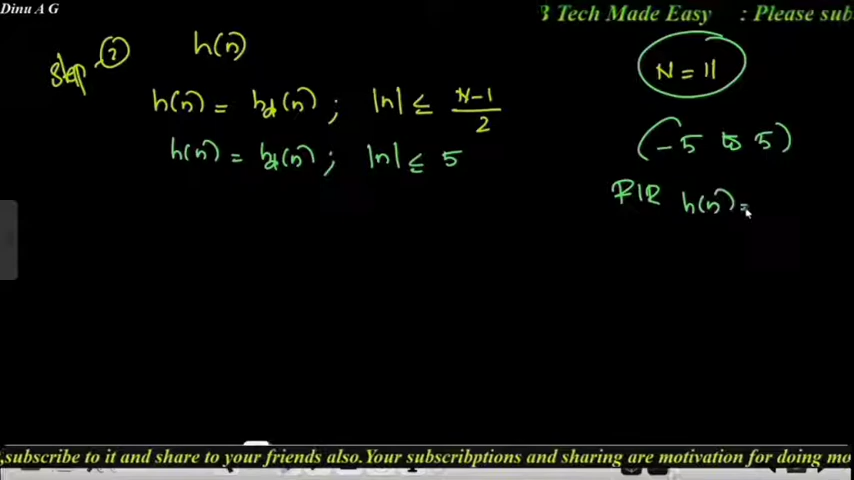 Dinu A G
B Tech Made Easy : Please sub
Step - 2 h(n)
h(n) = hd(n) ; |n| ≤ N-1/2
h(n) = hd(n) ; |n| ≤ 5
N = 11
(-5 to 5)
FIR h(n) =
,subscribe to it and share to your friends also.Your subscribptions and sharing are motivation for doing mo